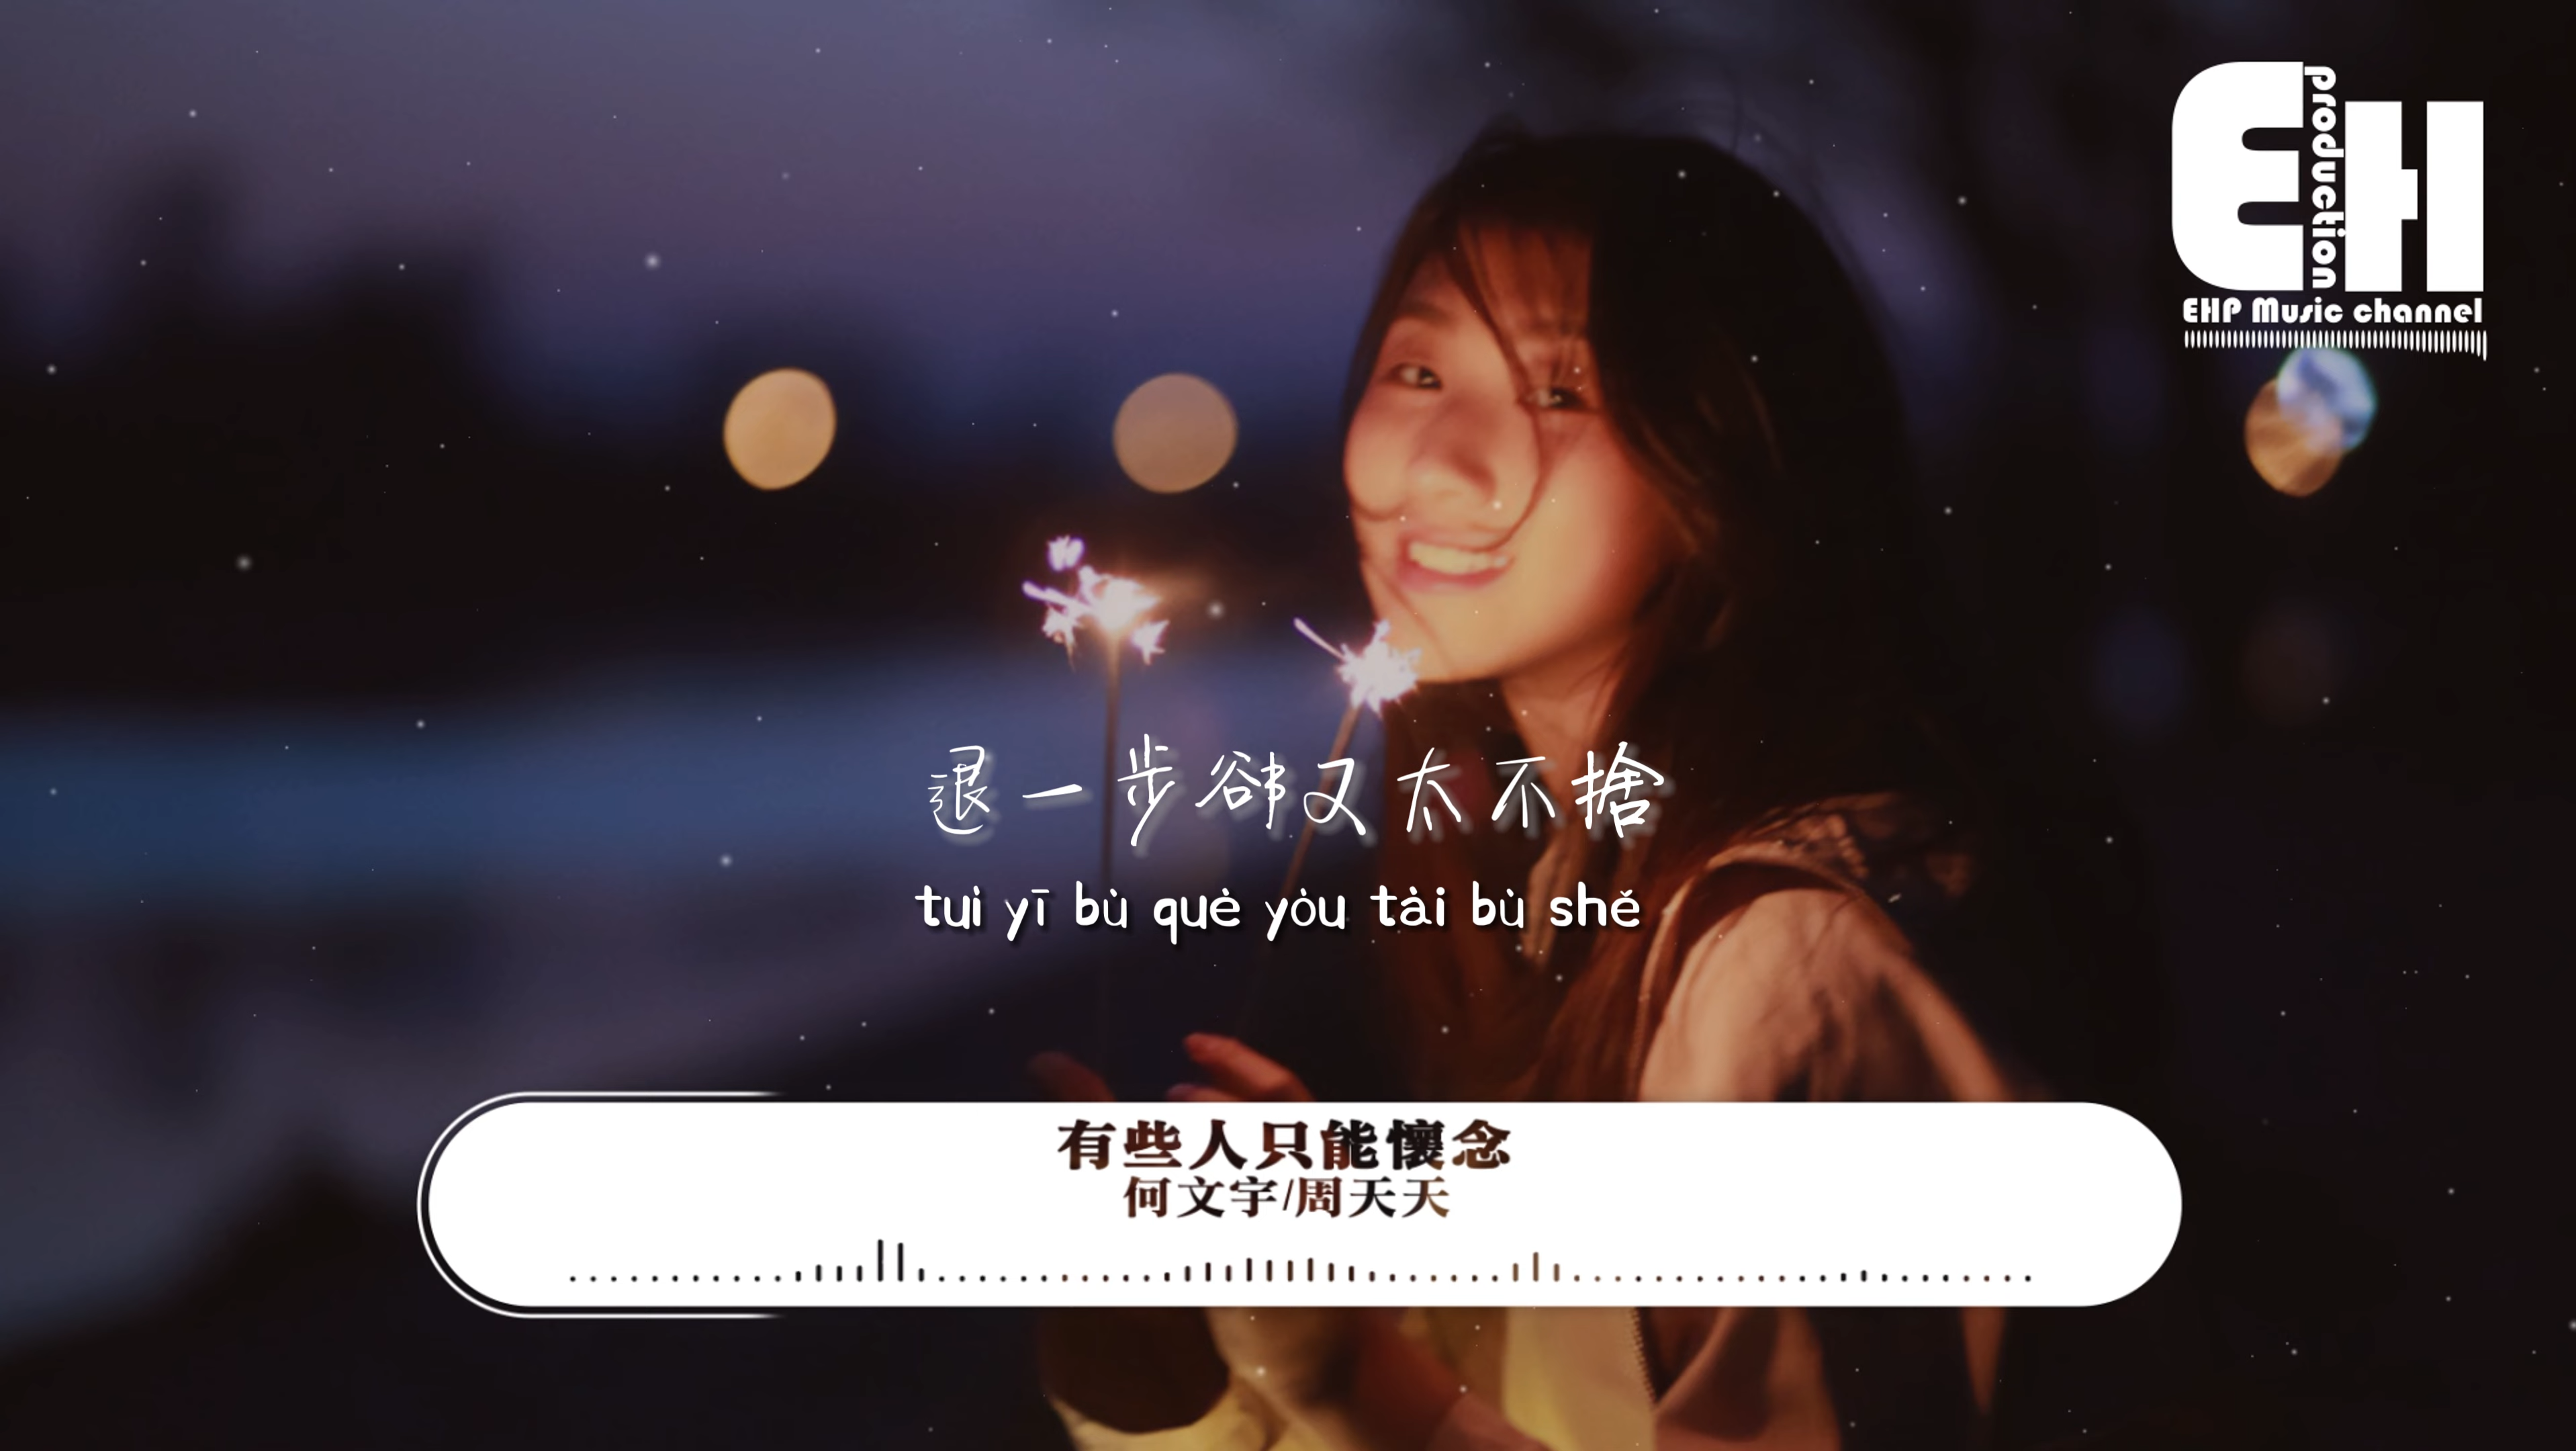 EH
production
EHP Music channel
退一步卻又太不捨
tuì yī bù què yòu tài bù shě
有些人只能懷念
何文宇/周天天